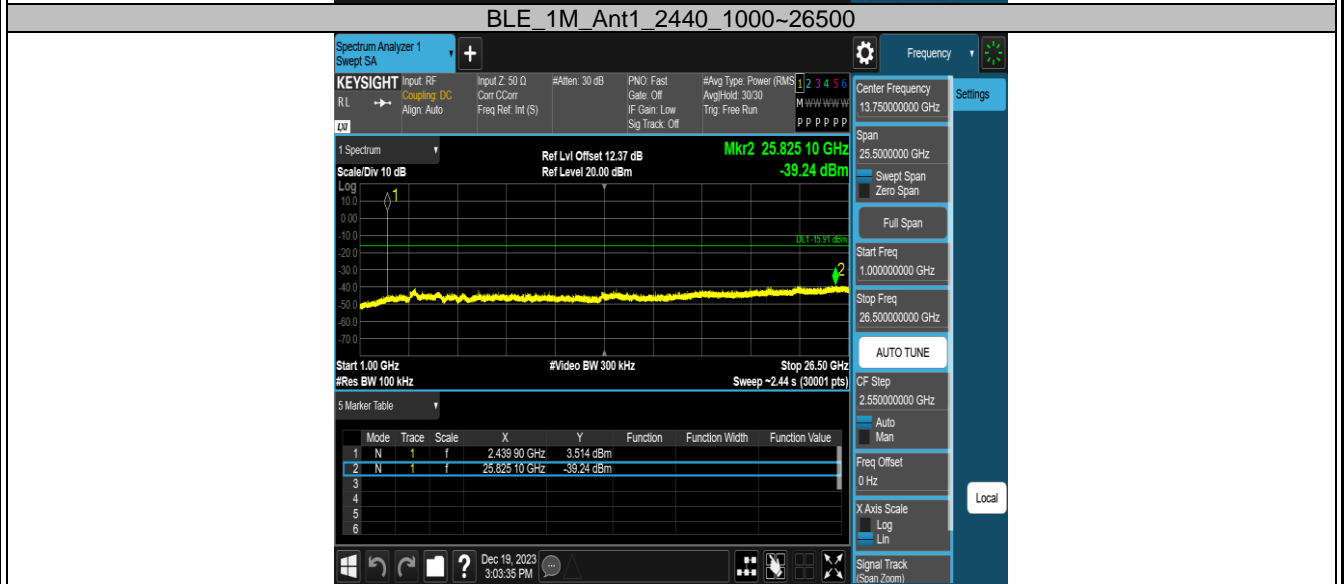 BLE_1M_Ant1_2440_1000~26500
Spectrum Analyzer 1
Swept SA
+
Frequency
KEYSIGHT
RL
LXI
Input: RF
Coupling: DC
Align: Auto
Input Z: 50 Ω
Corr CCorr
Freq Ref: Int (S)
#Atten: 30 dB
PNO: Fast
Gate: Off
IF Gain: Low
Sig Track: Off
#Avg Type: Power (RMS
Avg|Hold: 30/30
Trig: Free Run
1 2 3 4 5 6
M W W W W W
P P P P P P
1 Spectrum
Scale/Div 10 dB
Ref Lvl Offset 12.37 dB
Ref Level 20.00 dBm
Mkr2 25.825 10 GHz
-39.24 dBm
Log
10.0
0.00
-10.0
-20.0
-30.0
-40.0
-50.0
-60.0
-70.0
1
DL1 -15.91 dBm
2
Start 1.00 GHz
#Video BW 300 kHz
Stop 26.50 GHz
#Res BW 100 kHz
Sweep ~2.44 s (30001 pts)
5 Marker Table
Mode Trace Scale X Y Function Function Width Function Value
1 N 1 f 2.439 90 GHz 3.514 dBm
2 N 1 f 25.825 10 GHz -39.24 dBm
3
4
5
6
Dec 19, 2023
3:03:35 PM
Center Frequency
13.750000000 GHz
Settings
Span
25.5000000 GHz
Swept Span
Zero Span
Full Span
Start Freq
1.000000000 GHz
Stop Freq
26.500000000 GHz
AUTO TUNE
CF Step
2.550000000 GHz
Auto
Man
Freq Offset
0 Hz
X Axis Scale
Log
Lin
Local
Signal Track
(Span Zoom)